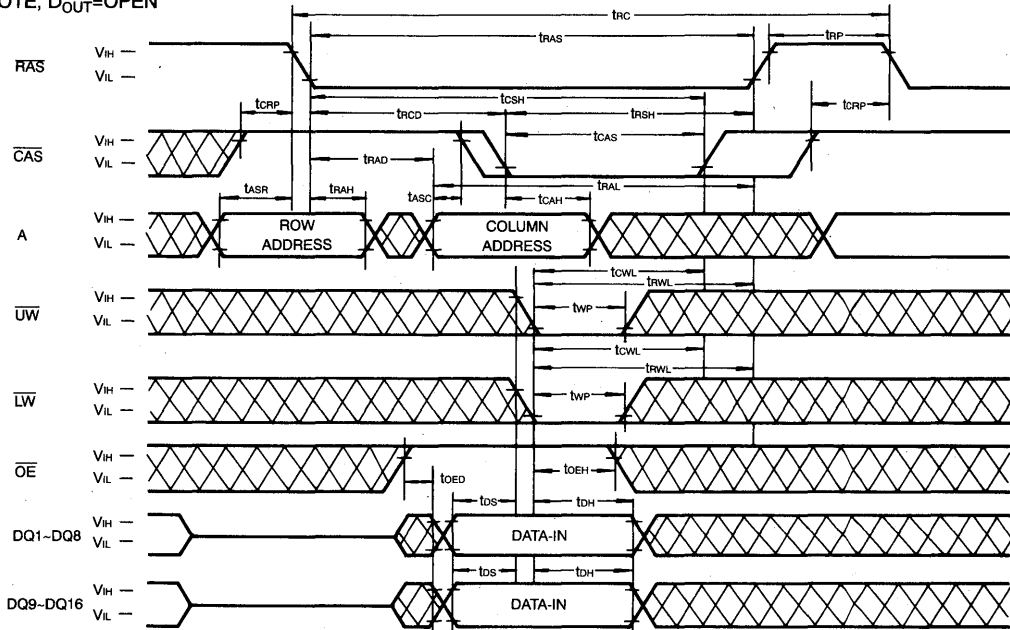 OTE, DOUT=OPEN
tRC
tRAS
tRP
RAS
VIH
VIL
tCSH
tCRP
tRCD
tRSH
tCRP
tCAS
CAS
VIH
VIL
tRAD
tRAL
tASR
tRAH
tASC
tCAH
A
VIH
VIL
ROW
ADDRESS
COLUMN
ADDRESS
tCWL
tRWL
UW
VIH
VIL
tWP
tCWL
tRWL
LW
VIH
VIL
tWP
OE
VIH
VIL
tOED
tOEH
tDS
tDH
DQ1~DQ8
VIH
VIL
DATA-IN
tDS
tDH
DQ9~DQ16
VIH
VIL
DATA-IN